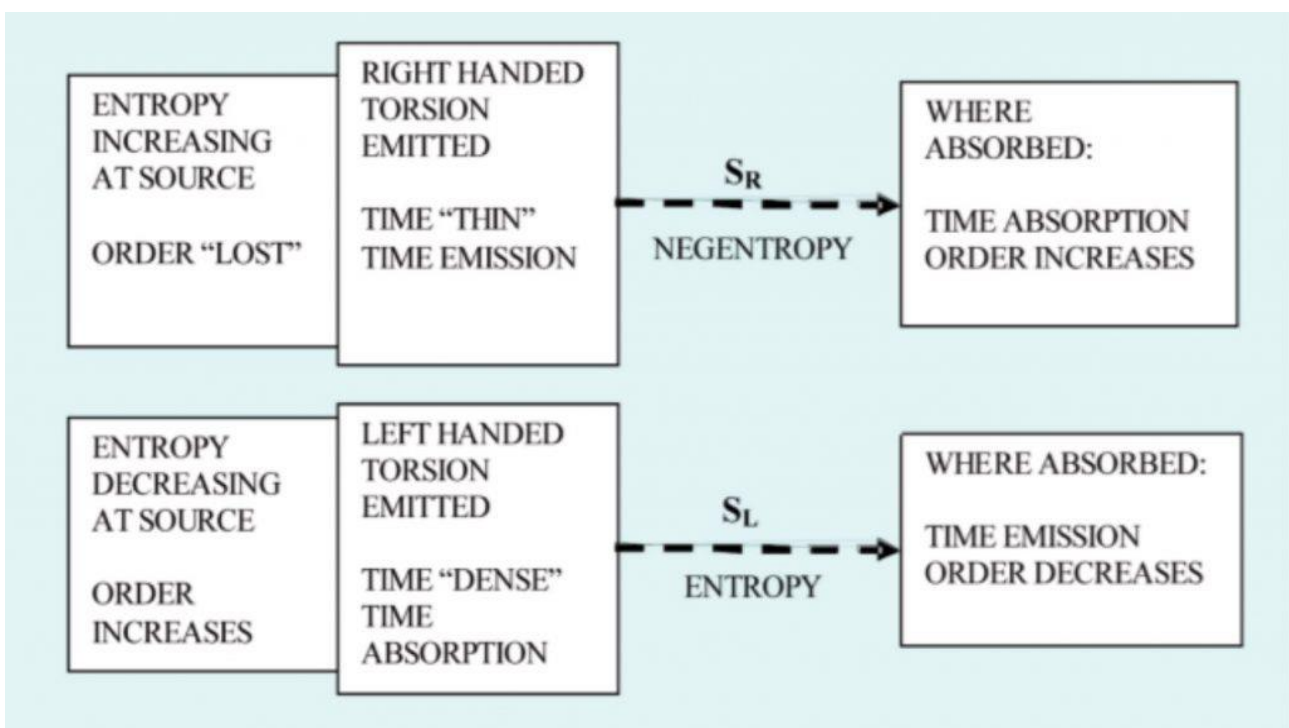 ENTROPY
INCREASING
AT SOURCE
ORDER “LOST”
RIGHT HANDED
TORSION
EMITTED
TIME “THIN”
TIME EMISSION
S_R
NEGENTROPY
WHERE
ABSORBED:
TIME ABSORPTION
ORDER INCREASES
ENTROPY
DECREASING
AT SOURCE
ORDER
INCREASES
LEFT HANDED
TORSION
EMITTED
TIME “DENSE”
TIME
ABSORPTION
S_L
ENTROPY
WHERE ABSORBED:
TIME EMISSION
ORDER DECREASES